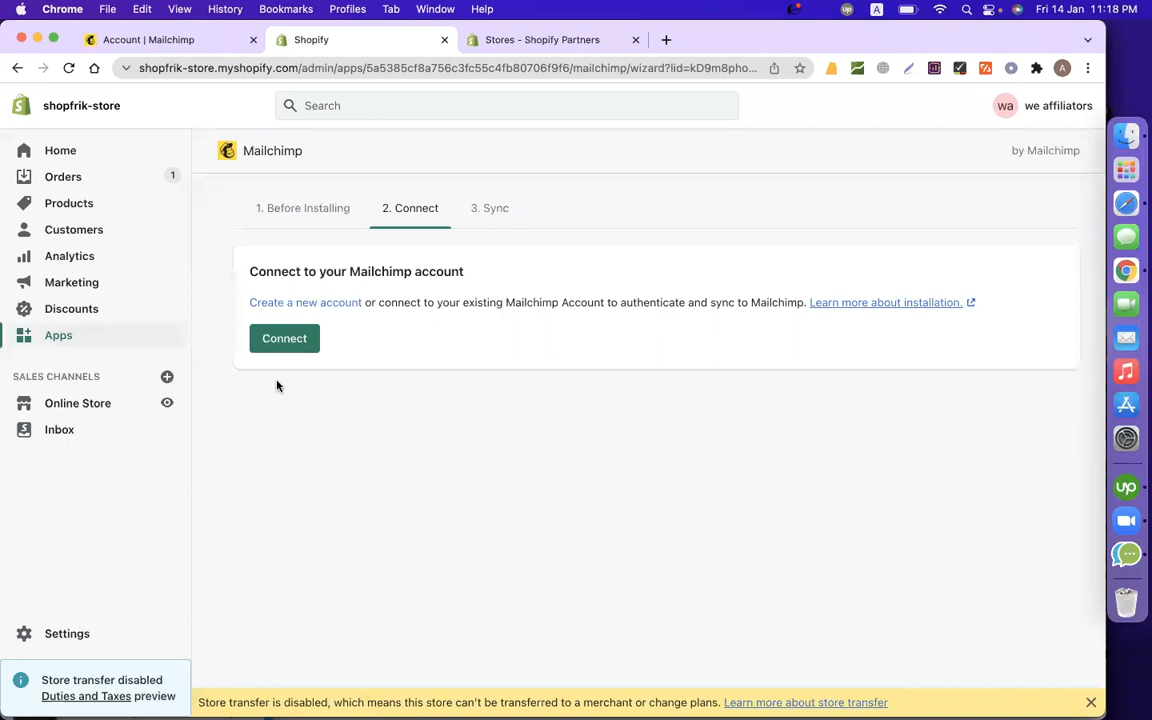 Chrome File Edit View History Bookmarks Profiles Tab Window Help A Fri 14 Jan 11:18 PM
Account | Mailchimp Shopify Stores - Shopify Partners
shopfrik-store.myshopify.com/admin/apps/5a5385cf8a756c3fc55c4fb80706f9f6/mailchimp/wizard?lid=kD9m8pho... A
shopfrik-store Search wa we affiliators
Mailchimp by Mailchimp
Home
Orders 1
Products
Customers
Analytics
Marketing
Discounts
Apps
SALES CHANNELS
Online Store
Inbox
Settings
1. Before Installing 2. Connect 3. Sync
Connect to your Mailchimp account
Create a new account or connect to your existing Mailchimp Account to authenticate and sync to Mailchimp. Learn more about installation.
Connect
Store transfer disabled
Duties and Taxes preview
Store transfer is disabled, which means this store can't be transferred to a merchant or change plans. Learn more about store transfer
up